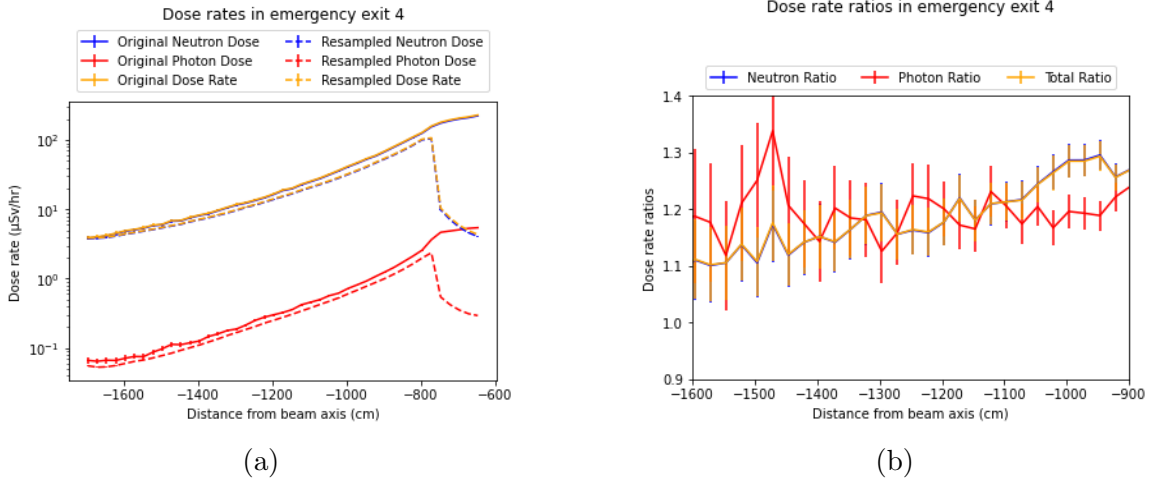 Dose rates in emergency exit 4
Original Neutron Dose
Original Photon Dose
Original Dose Rate
Resampled Neutron Dose
Resampled Photon Dose
Resampled Dose Rate
Dose rate (μSv/hr)
10²
10¹
10⁰
10⁻¹
−1600 −1400 −1200 −1000 −800 −600
Distance from beam axis (cm)
(a)
Dose rate ratios in emergency exit 4
Neutron Ratio Photon Ratio Total Ratio
Dose rate ratios
1.4
1.3
1.2
1.1
1.0
0.9
−1600 −1500 −1400 −1300 −1200 −1100 −1000 −900
Distance from beam axis (cm)
(b)